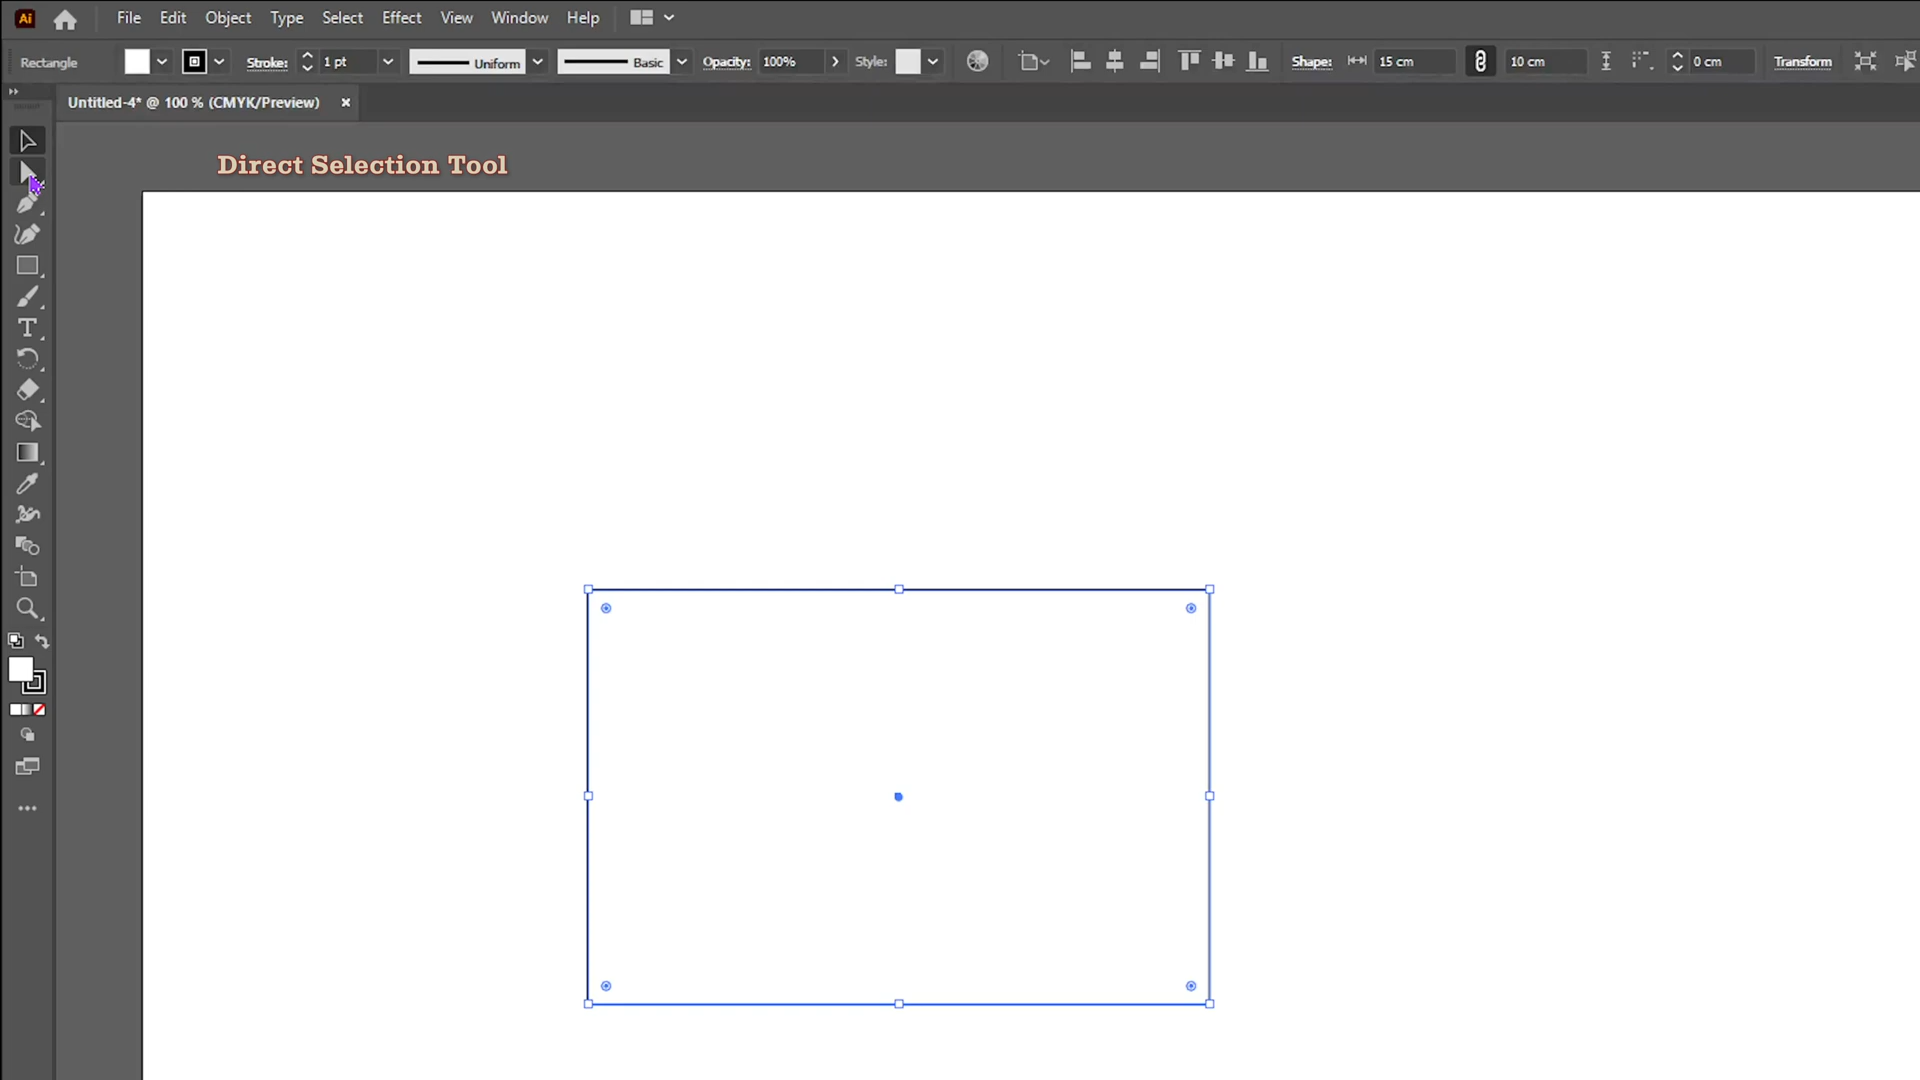 Ai File Edit Object Type Select Effect View Window Help
Rectangle Stroke: 1 pt Uniform Basic Opacity: 100% Style: Shape: 15 cm 10 cm 0 cm Transform
Untitled-4* @ 100 % (CMYK/Preview) ×
Direct Selection Tool